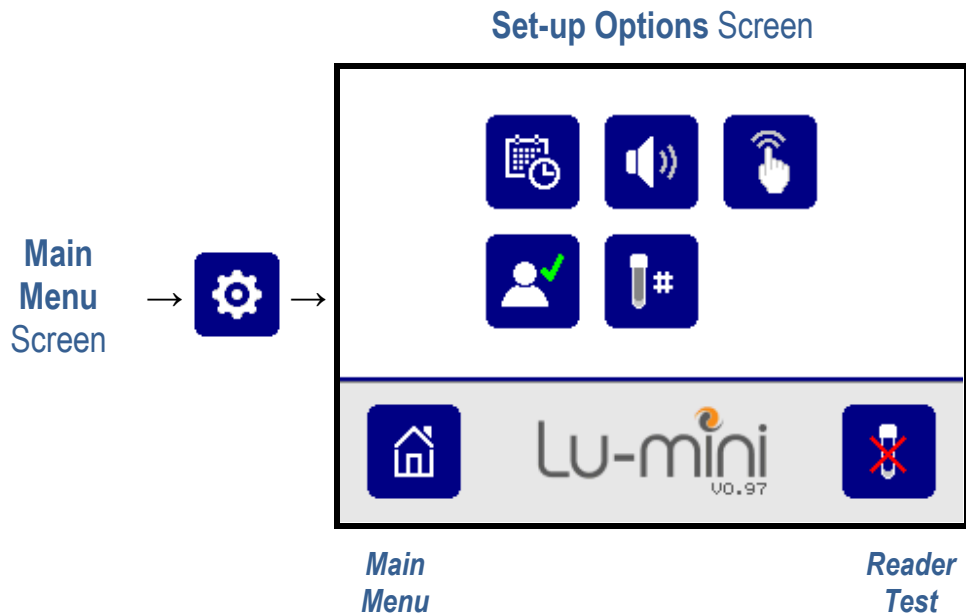 Set-up Options Screen
Main
Menu
Screen
→ →
#
Lu-mini
V0.97
Main
Menu
Reader
Test